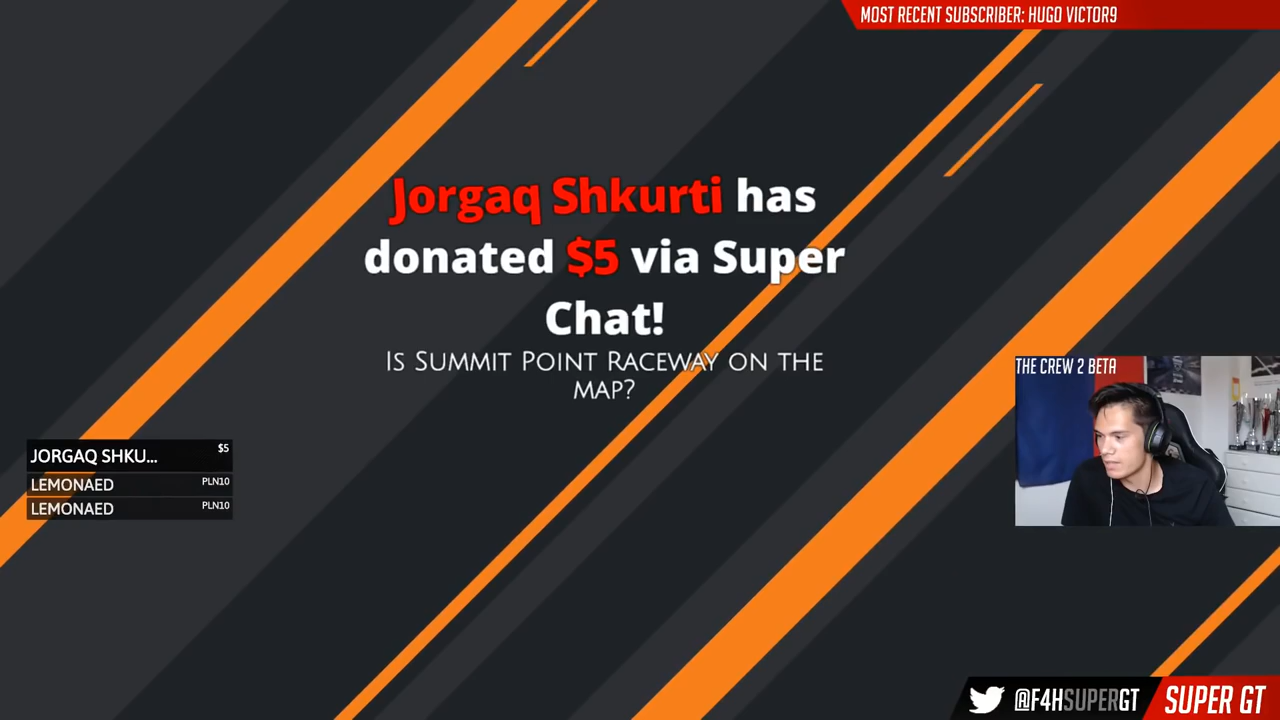 MOST RECENT SUBSCRIBER: HUGO VICTOR9
Jorgaq Shkurti has
donated $5 via Super
Chat!
Is Summit Point Raceway on the
map?
THE CREW 2 BETA
JORGAQ SHKU... $5
LEMONAED PLN10
LEMONAED PLN10
@F4HSUPERGT SUPER GT